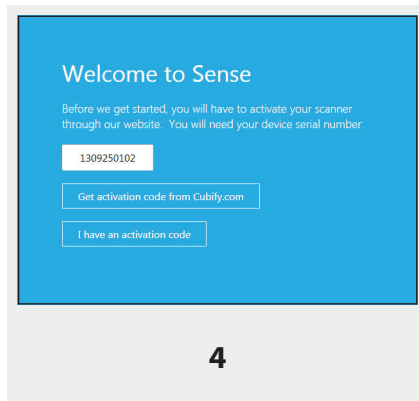 Welcome to Sense
Before we get started, you will have to activate your scanner
through our website. You will need your device serial number:
1309250102
Get activation code from Cubify.com
I have an activation code
4